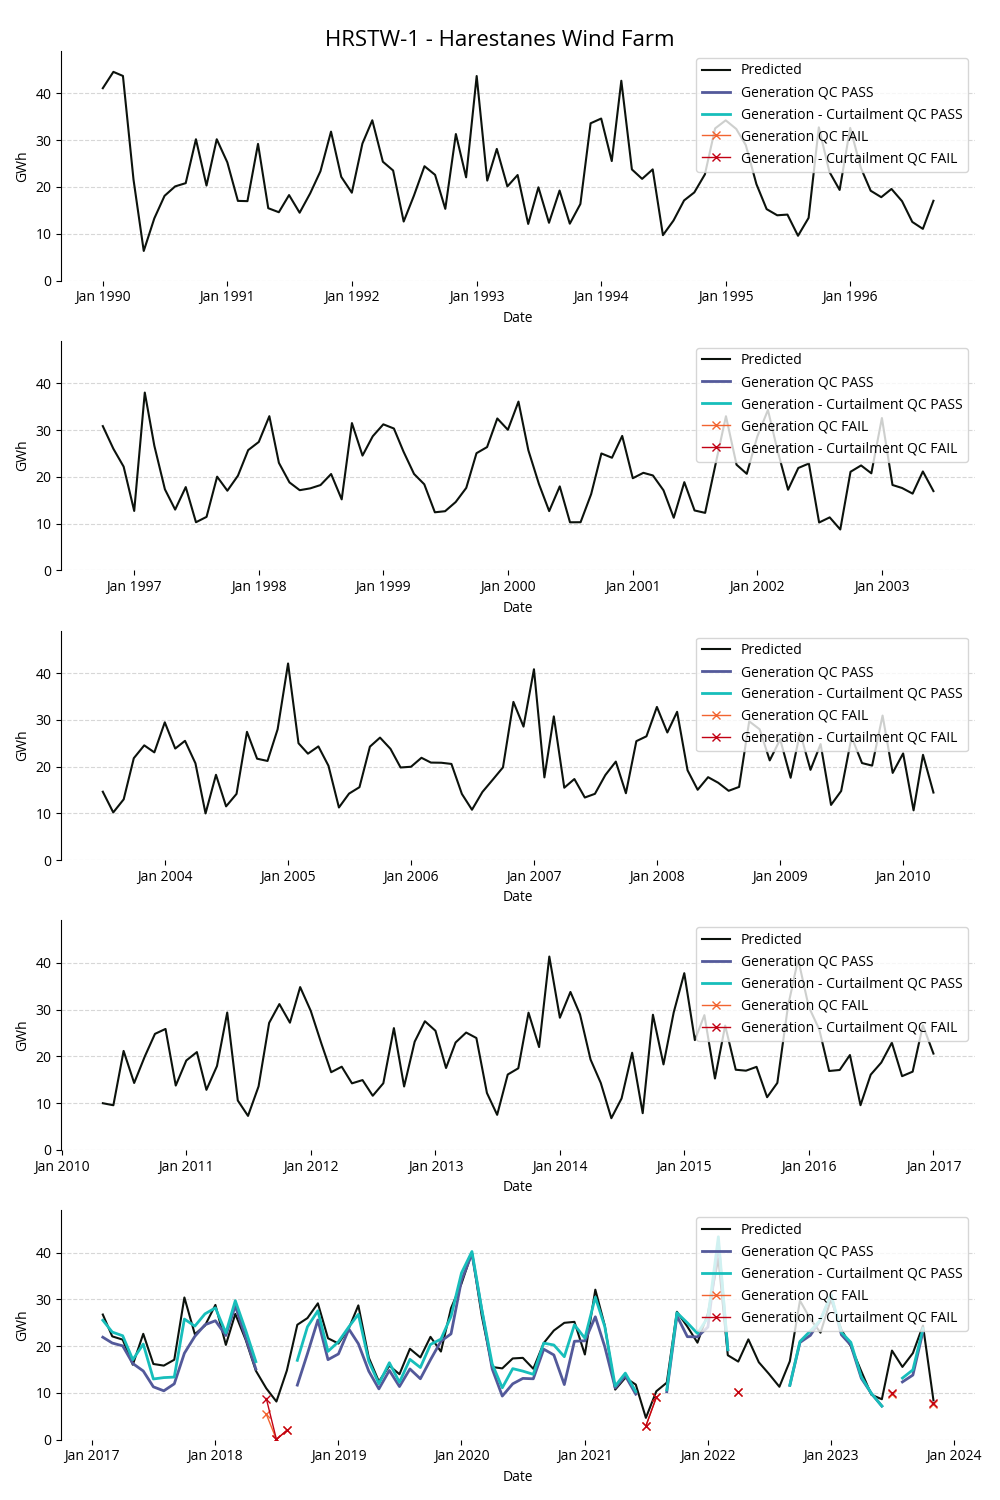 HRSTW-1 - Harestanes Wind Farm
GWh
40
30
20
10
0
Predicted
Generation QC PASS
Generation - Curtailment QC PASS
Generation QC FAIL
Generation - Curtailment QC FAIL
Jan 1990 Jan 1991 Jan 1992 Jan 1993 Jan 1994 Jan 1995 Jan 1996
Date
GWh
40
30
20
10
0
Predicted
Generation QC PASS
Generation - Curtailment QC PASS
Generation QC FAIL
Generation - Curtailment QC FAIL
Jan 1997 Jan 1998 Jan 1999 Jan 2000 Jan 2001 Jan 2002 Jan 2003
Date
GWh
40
30
20
10
0
Predicted
Generation QC PASS
Generation - Curtailment QC PASS
Generation QC FAIL
Generation - Curtailment QC FAIL
Jan 2004 Jan 2005 Jan 2006 Jan 2007 Jan 2008 Jan 2009 Jan 2010
Date
GWh
40
30
20
10
0
Predicted
Generation QC PASS
Generation - Curtailment QC PASS
Generation QC FAIL
Generation - Curtailment QC FAIL
Jan 2010 Jan 2011 Jan 2012 Jan 2013 Jan 2014 Jan 2015 Jan 2016 Jan 2017
Date
GWh
40
30
20
10
0
Predicted
Generation QC PASS
Generation - Curtailment QC PASS
Generation QC FAIL
Generation - Curtailment QC FAIL
Jan 2017 Jan 2018 Jan 2019 Jan 2020 Jan 2021 Jan 2022 Jan 2023 Jan 2024
Date